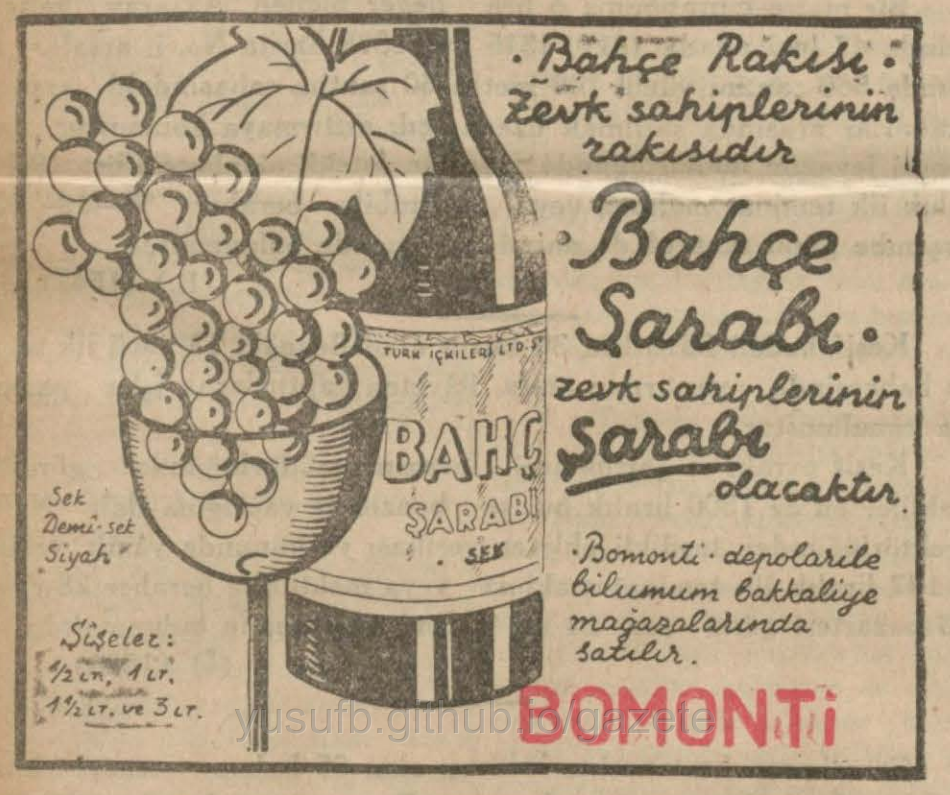 · Bahçe Rakısı ·
zevk sahiplerinin
rakısıdır
· Bahçe
Şarabı ·
zevk sahiplerinin
şarabı
olacaktır
TÜRK İÇKİLERİ LTD. Ş
BAHÇ
ŞARABI
· SEK
Sek
Demi-sek
Siyah
Şişeler:
1/2 LT, 1 LT,
1 1/2 LT. ve 3 LT.
· Bomonti · depolarile
bilumum bakkaliye
mağazalarında
satılır.
BOMONTİ
yusufb.github.io/gazete